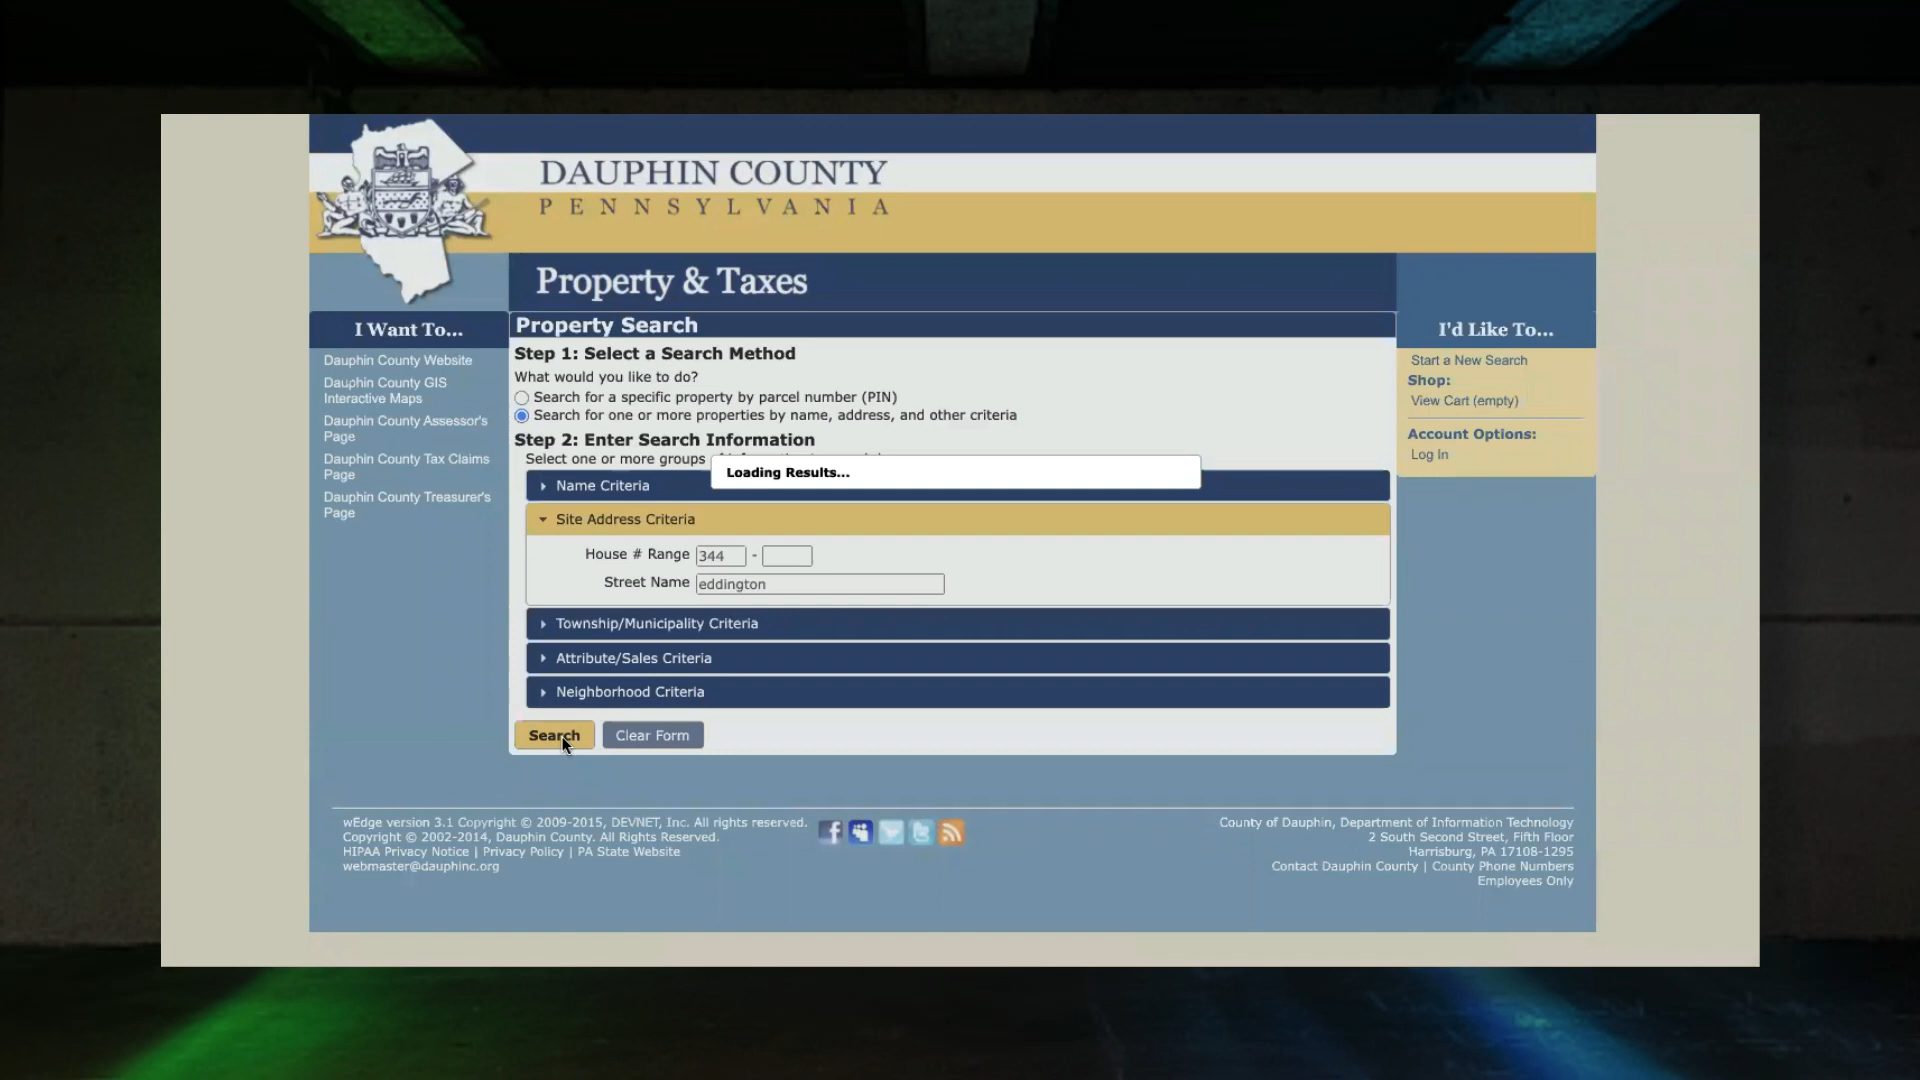 DAUPHIN COUNTY
PENNSYLVANIA
Property & Taxes
I Want To...
Dauphin County Website
Dauphin County GIS
Interactive Maps
Dauphin County Assessor's
Page
Dauphin County Tax Claims
Page
Dauphin County Treasurer's
Page
Property Search
Step 1: Select a Search Method
What would you like to do?
Search for a specific property by parcel number (PIN)
Search for one or more properties by name, address, and other criteria
Step 2: Enter Search Information
Select one or more groups
Loading Results...
Name Criteria
Site Address Criteria
House # Range 344 -
Street Name eddington
Township/Municipality Criteria
Attribute/Sales Criteria
Neighborhood Criteria
Search Clear Form
I'd Like To...
Start a New Search
Shop:
View Cart (empty)
Account Options:
Log In
wEdge version 3.1 Copyright © 2009-2015, DEVNET, Inc. All rights reserved.
Copyright © 2002-2014, Dauphin County. All Rights Reserved.
HIPAA Privacy Notice | Privacy Policy | PA State Website
webmaster@dauphinc.org
County of Dauphin, Department of Information Technology
2 South Second Street, Fifth Floor
Harrisburg, PA 17108-1295
Contact Dauphin County | County Phone Numbers
Employees Only